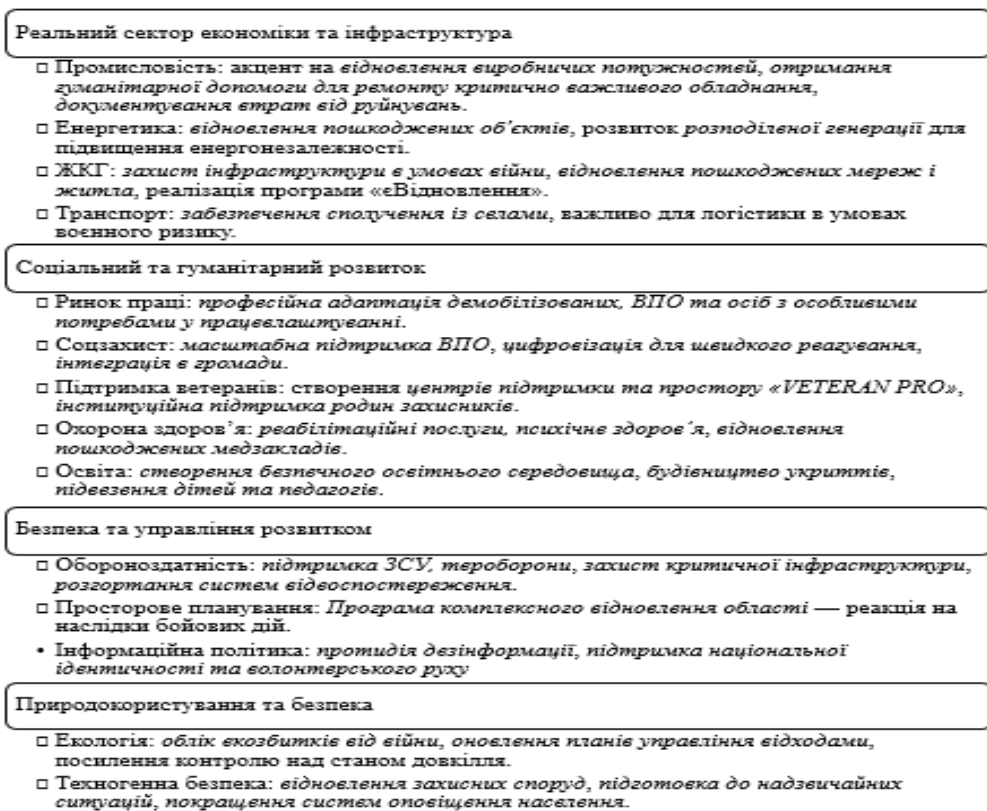 Реальний сектор економіки та інфраструктура
□ Промисловість: акцент на відновлення виробничих потужностей, отримання
гуманітарної допомоги для ремонту критично важливого обладнання,
документування втрат від руйнувань.
□ Енергетика: відновлення пошкоджених об'єктів, розвиток розподіленої генерації для
підвищення енергонезалежності.
□ ЖКГ: захист інфраструктури в умовах війни, відновлення пошкоджених мереж і
житла, реалізація програми «єВідновлення».
□ Транспорт: забезпечення сполучення із селами, важливо для логістики в умовах
воєнного ризику.
Соціальний та гуманітарний розвиток
□ Ринок праці: професійна адаптація демобілізованих, ВПО та осіб з особливими
потребами у працевлаштуванні.
□ Соцзахист: масштабна підтримка ВПО, цифровізація для швидкого реагування,
інтеграція в громади.
□ Підтримка ветеранів: створення центрів підтримки та простору «VETERAN PRO»,
інституційна підтримка родин захисників.
□ Охорона здоров’я: реабілітаційні послуги, психічне здоров´я, відновлення
пошкоджених медзакладів.
□ Освіта: створення безпечного освітнього середовища, будівництво укриттів,
підвезення дітей та педагогів.
Безпека та управління розвитком
□ Обороноздатність: підтримка ЗСУ, тероборони, захист критичної інфраструктури,
розгортання систем відеоспостереження.
□ Просторове планування: Програма комплексного відновлення області — реакція на
наслідки бойових дій.
• Інформаційна політика: протидія дезінформації, підтримка національної
ідентичності та волонтерського руху
Природокористування та безпека
□ Екологія: облік екозбитків від війни, оновлення планів управління відходами,
посилення контролю над станом довкілля.
□ Техногенна безпека: відновлення захисних споруд, підготовка до надзвичайних
ситуацій, покращення систем оповіщення населення.